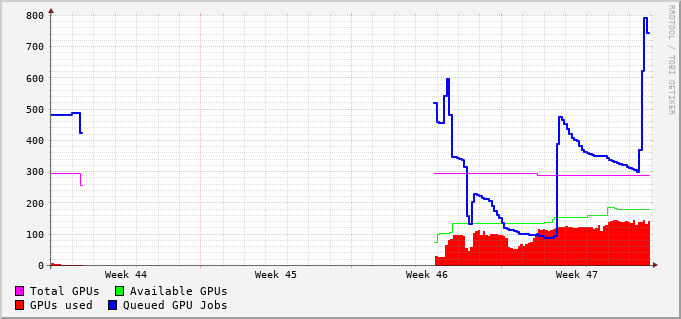 800
700
600
500
400
300
200
100
0
Week 44 Week 45 Week 46 Week 47
Total GPUs Available GPUs
GPUs used Queued GPU Jobs
RRDTOOL / TOBI OETIKER